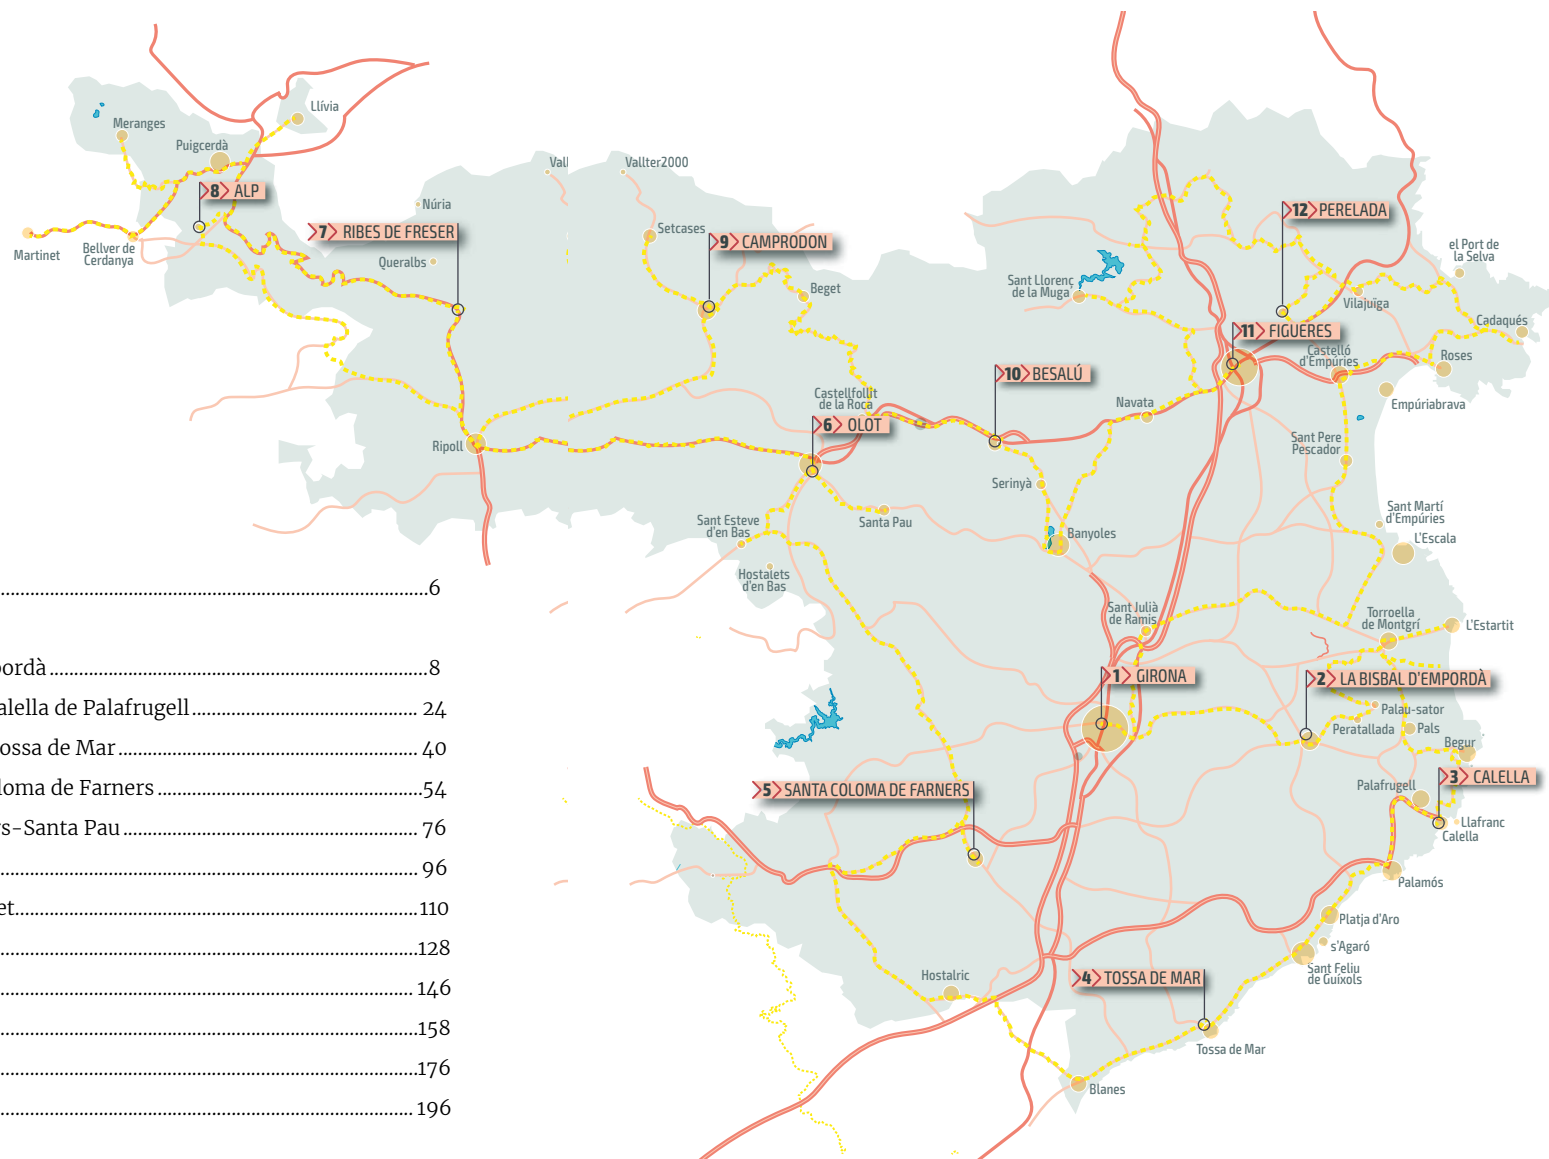 Llívia
Meranges
Puigcerdà
Vall
Vallter2000
8 ALP
Núria
12 PERELADA
7 RIBES DE FRESER
Setcases
9 CAMPRODON
Martinet
Bellver de
Cerdanya
Queralbs
el Port de
la Selva
Sant Llorenç
de la Muga
Beget
Vilajuïga
Cadaqués
11 FIGUERES
Castelló
d'Empúries
Roses
10 BESALÚ
Castellfollit
de la Roca
Navata
Empúriabrava
6 OLOT
Ripoll
Sant Pere
Pescador
Serinyà
Sant Esteve
d'en Bas
Santa Pau
Banyoles
Sant Martí
d'Empúries
L'Escala
Hostalets
d'en Bas
Sant Julià
de Ramis
Torroella
de Montgrí
L'Estartit
1 GIRONA
2 LA BISBAL D'EMPORDÀ
Palau-sator
Peratallada
Pals
Begur
5 SANTA COLOMA DE FARNERS
3 CALELLA
Palafrugell
Llafranc
Calella
Palamós
Platja d'Aro
s'Agaró
Sant Feliu
de Guíxols
Hostalric
4 TOSSA DE MAR
Tossa de Mar
Blanes
6
pordà 8
alella de Palafrugell 24
ossa de Mar 40
loma de Farners 54
rs-Santa Pau 76
96
et 110
128
146
158
176
196